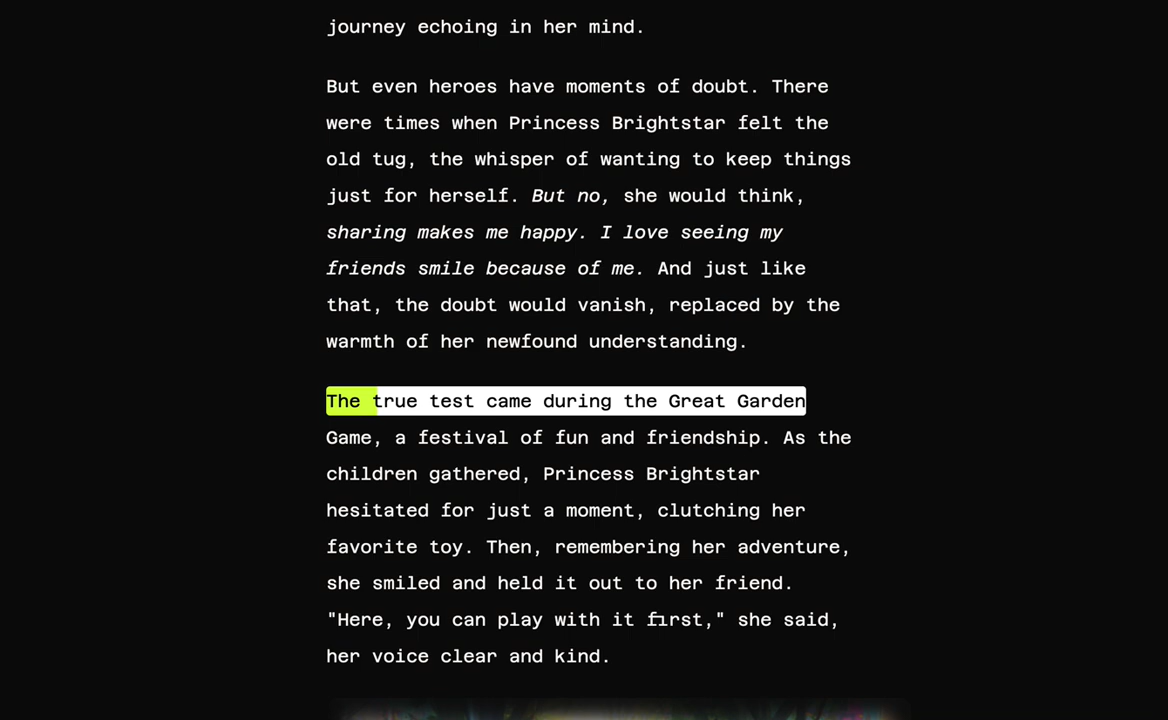 journey echoing in her mind.
But even heroes have moments of doubt. There
were times when Princess Brightstar felt the
old tug, the whisper of wanting to keep things
just for herself. But no, she would think,
sharing makes me happy. I love seeing my
friends smile because of me. And just like
that, the doubt would vanish, replaced by the
warmth of her newfound understanding.
The true test came during the Great Garden
Game, a festival of fun and friendship. As the
children gathered, Princess Brightstar
hesitated for just a moment, clutching her
favorite toy. Then, remembering her adventure,
she smiled and held it out to her friend.
"Here, you can play with it first," she said,
her voice clear and kind.